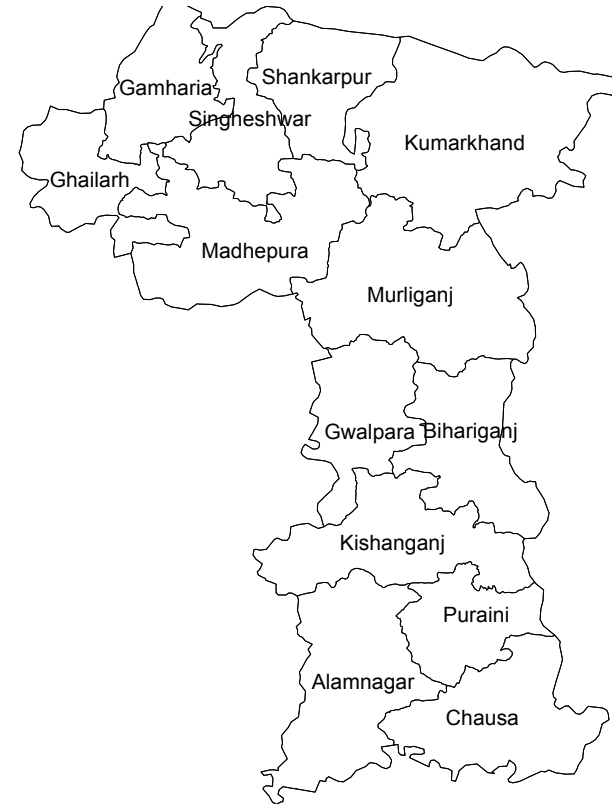 Shankarpur
Gamharia
Singheshwar
Kumarkhand
Ghailarh
Madhepura
Murliganj
Gwalpara
Bihariganj
Kishanganj
Puraini
Alamnagar
Chausa